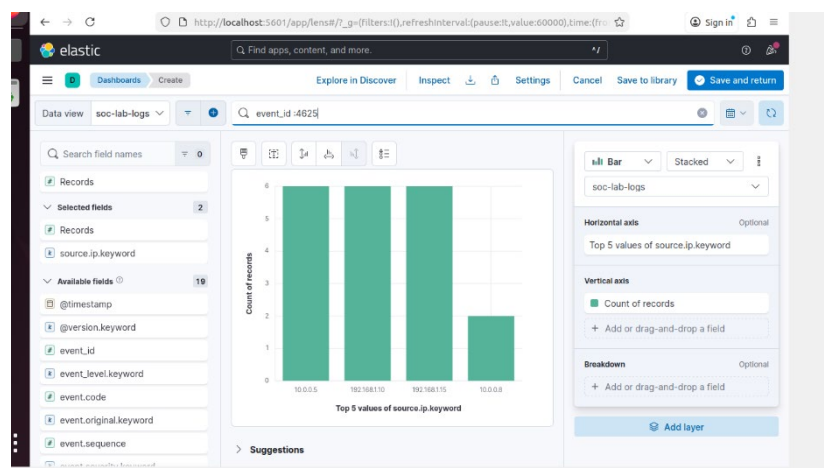 http://localhost:5601/app/lens#/?_g=(filters:!(),refreshInterval:(pause:!t,value:60000),time:(fro
Sign in
elastic
Find apps, content, and more.
^/
D
Dashboards
Create
Explore in Discover
Inspect
Settings
Cancel
Save to library
Save and return
Data view
soc-lab-logs
event_id :4625
Search field names
0
Records
Selected fields
2
Records
source.ip.keyword
Available fields
19
@timestamp
@version.keyword
event_id
event_level.keyword
event.code
event.original.keyword
event.sequence
6
5
4
3
2
1
0
Count of records
10.0.0.5
192.168.1.10
192.168.1.15
10.0.0.8
Top 5 values of source.ip.keyword
Suggestions
Bar
Stacked
soc-lab-logs
Horizontal axis
Optional
Top 5 values of source.ip.keyword
Vertical axis
Count of records
+ Add or drag-and-drop a field
Breakdown
Optional
+ Add or drag-and-drop a field
Add layer